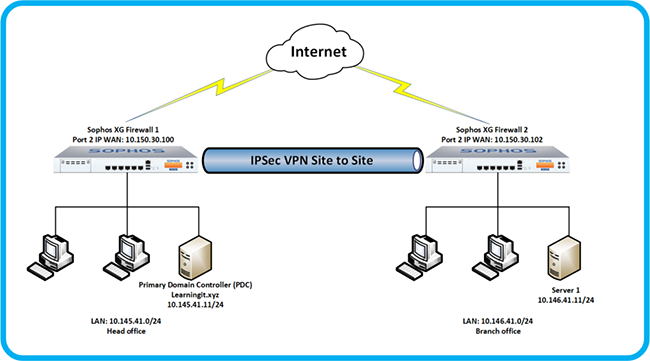 Internet
Sophos XG Firewall 1
Port 2 IP WAN: 10.150.30.100
SOPHOS
IPSec VPN Site to Site
Sophos XG Firewall 2
Port 2 IP WAN: 10.150.30.102
SOPHOS
Primary Domain Controller (PDC)
Learningit.xyz
10.145.41.11/24
LAN: 10.145.41.0/24
Head office
Server 1
10.146.41.11/24
LAN: 10.146.41.0/24
Branch office